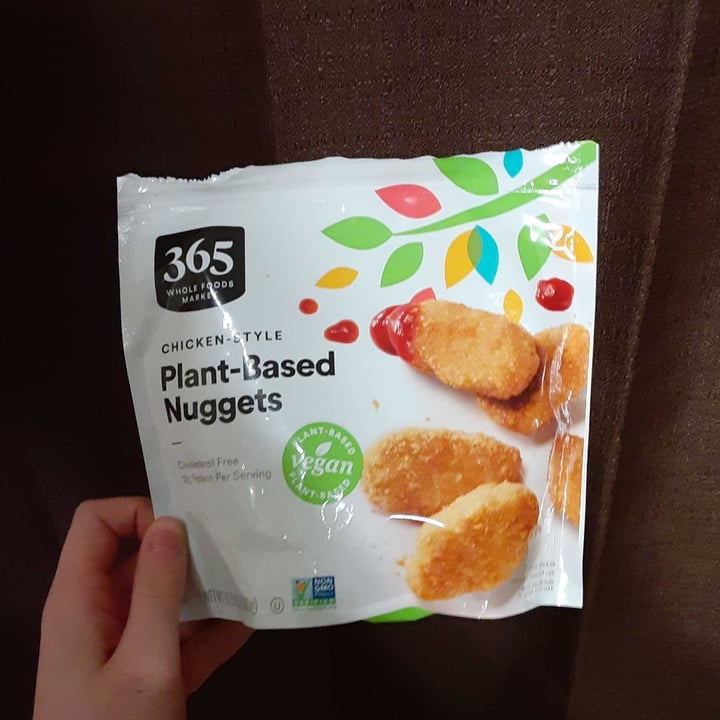 365
WHOLE FOODS
MARKET
CHICKEN-STYLE
Plant-Based
Nuggets
Cholesterol Free
Protein Per Serving
PLANT-BASED
Vegan
PLANT-BASED
NON
GMO
VERIFIED
U